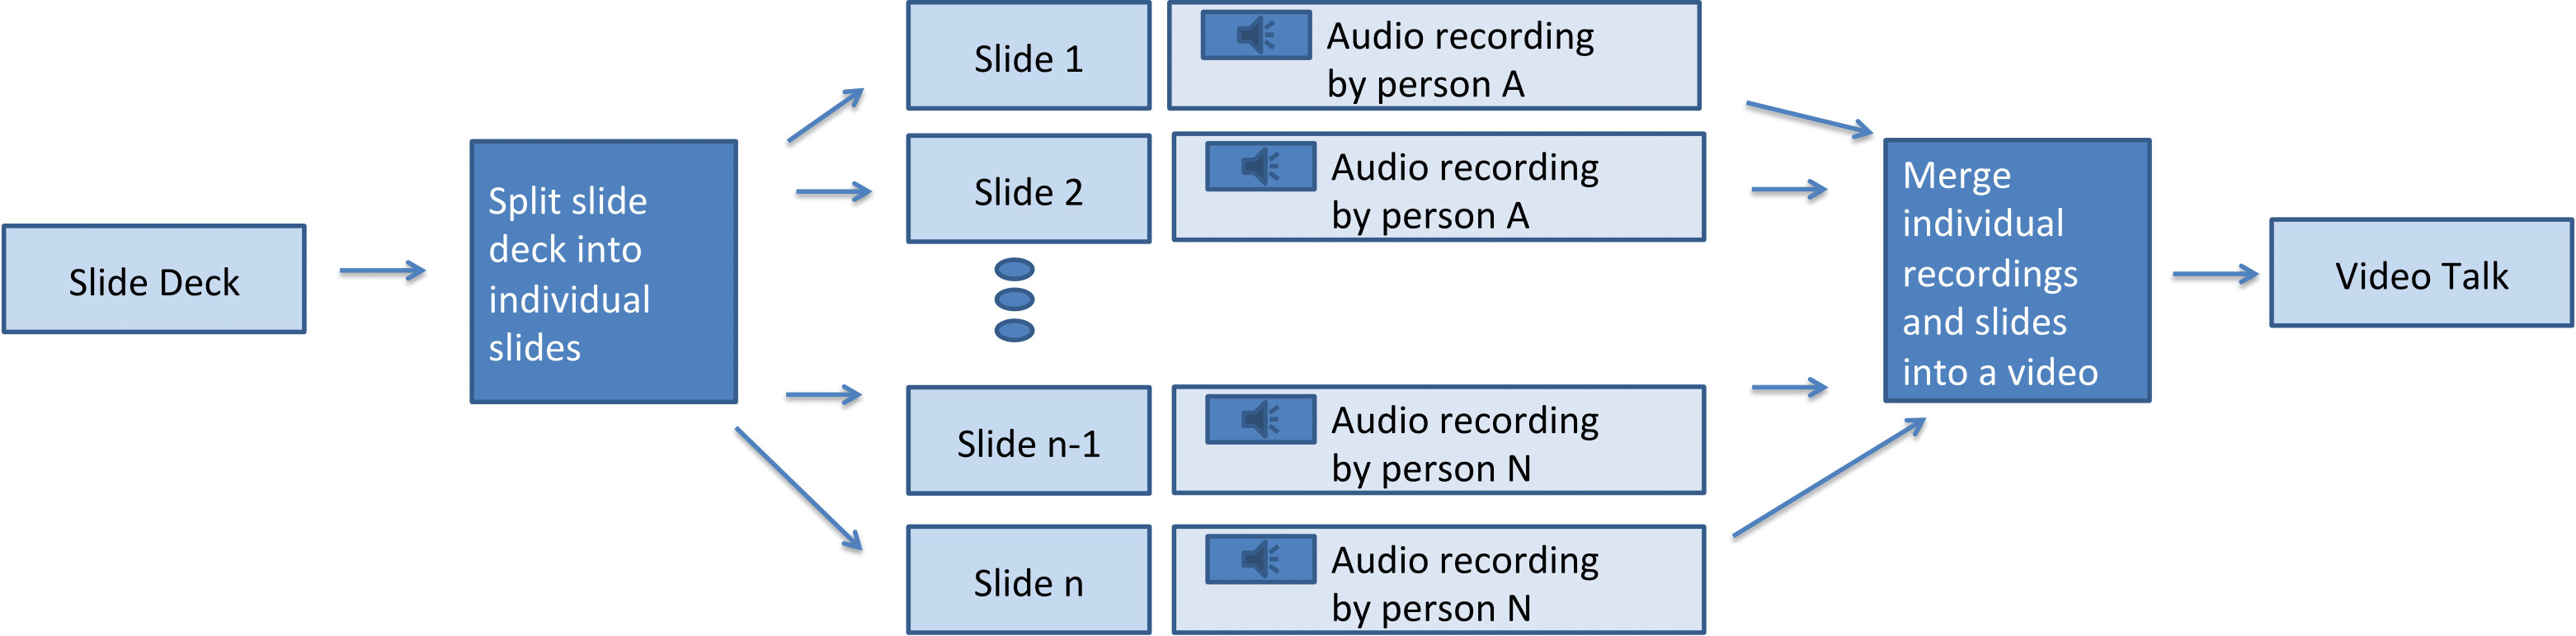 Slide Deck
Split slide
deck into
individual
slides
Slide 1
Audio recording
by person A
Slide 2
Audio recording
by person A
Slide n-1
Audio recording
by person N
Slide n
Audio recording
by person N
Merge
individual
recordings
and slides
into a video
Video Talk